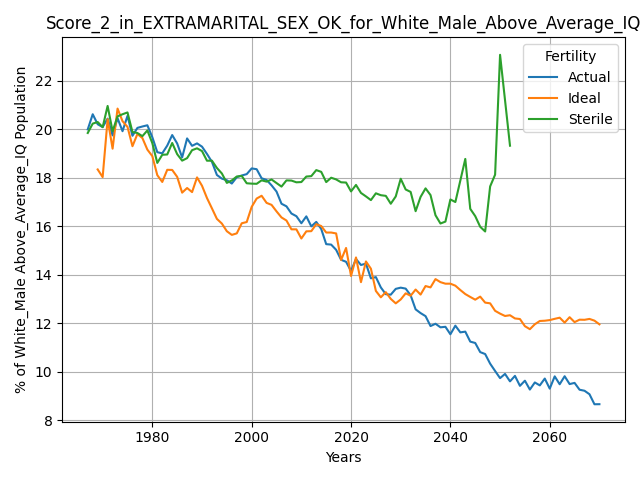 Score_2_in_EXTRAMARITAL_SEX_OK_for_White_Male_Above_Average_IQ
Fertility
Actual
Ideal
Sterile
% of White_Male Above_Average_IQ Population
22
20
18
16
14
12
10
8
1980
2000
2020
2040
2060
Years